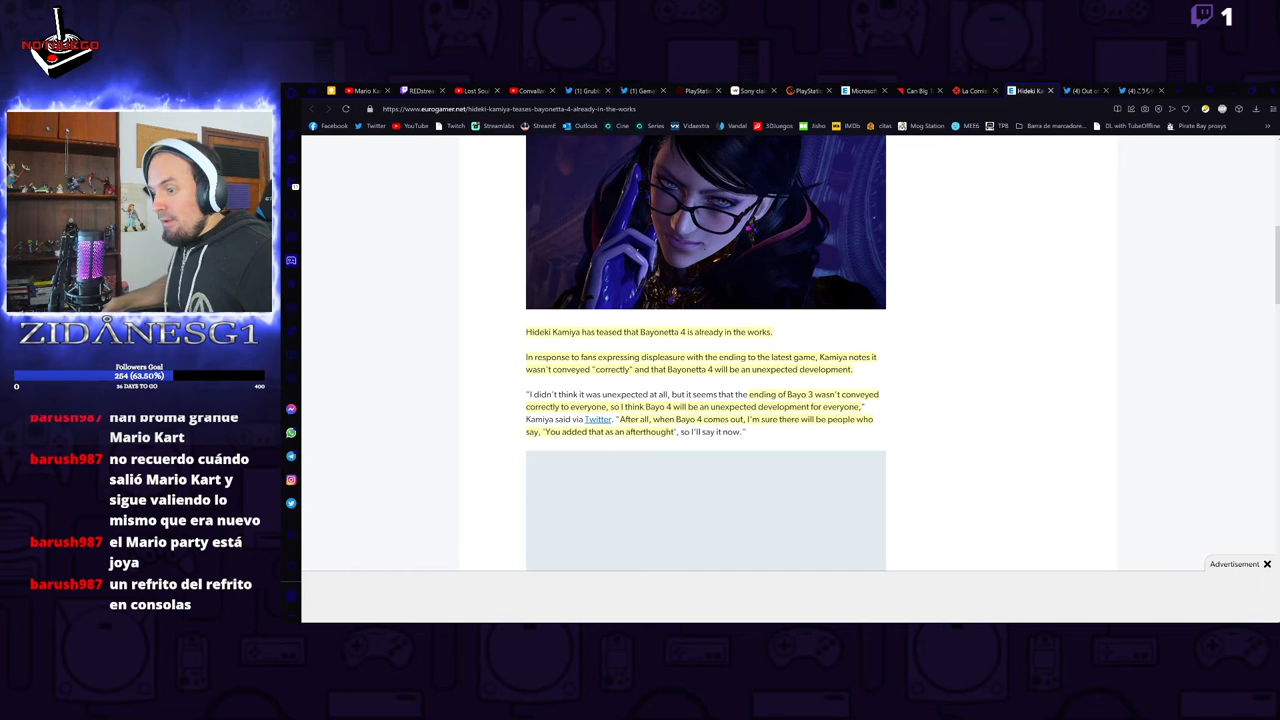 NOTIJUEGO
1
Mario Ka
REDstrea
Lost Soul
Convalla
(1) Grubb
(1) Gema
PlayStatio
Sony clai
PlayStatio
Microsof
Can Big T
La Comis
Hideki Ka
(4) Out of
https://www.eurogamer.net/hideki-kamiya-teases-bayonetta-4-already-in-the-works
Facebook Twitter YouTube Twitch Streamlabs StreamE Outlook Cine Series Vidaextra Vandal 3DJuegos Jisho IMDb citas Mog Station MEE6 TPB Barra de marcadore... DL with TubeOffline Pirate Bay proxys
ZIDANESG1
Followers Goal
254 (63.50%)
0
36 DAYS TO GO
400
barush987 han broma grande
Mario Kart
barush987 no recuerdo cuándo
salió Mario Kart y
sigue valiendo lo
mismo que era nuevo
barush987 el Mario party está
joya
barush987 un refrito del refrito
en consolas
Hideki Kamiya has teased that Bayonetta 4 is already in the works.
In response to fans expressing displeasure with the ending to the latest game, Kamiya notes it
wasn't conveyed "correctly" and that Bayonetta 4 will be an unexpected development.
"I didn't think it was unexpected at all, but it seems that the ending of Bayo 3 wasn't conveyed
correctly to everyone, so I think Bayo 4 will be an unexpected development for everyone,"
Kamiya said via Twitter. "After all, when Bayo 4 comes out, I'm sure there will be people who
say, 'You added that as an afterthought', so I'll say it now."
Advertisement